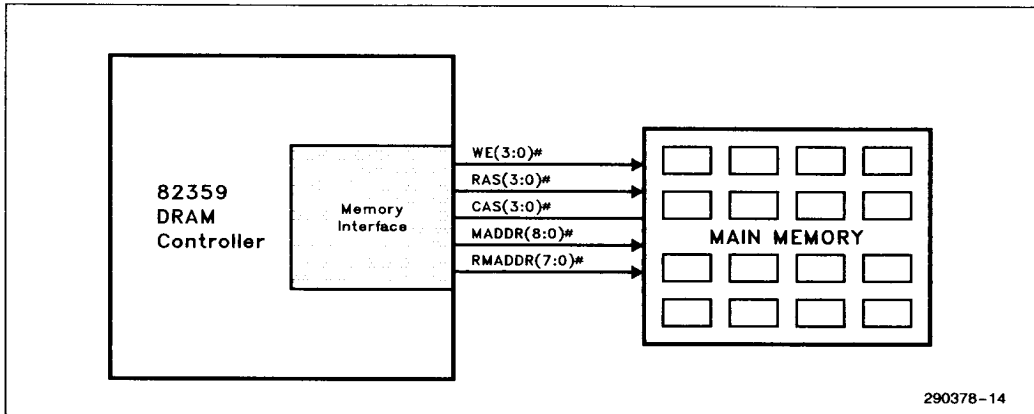 82359
DRAM
Controller
Memory
Interface
WE(3:0)#
RAS(3:0)#
CAS(3:0)#
MADDR(8:0)#
RMADDR(7:0)#
MAIN MEMORY
290378-14